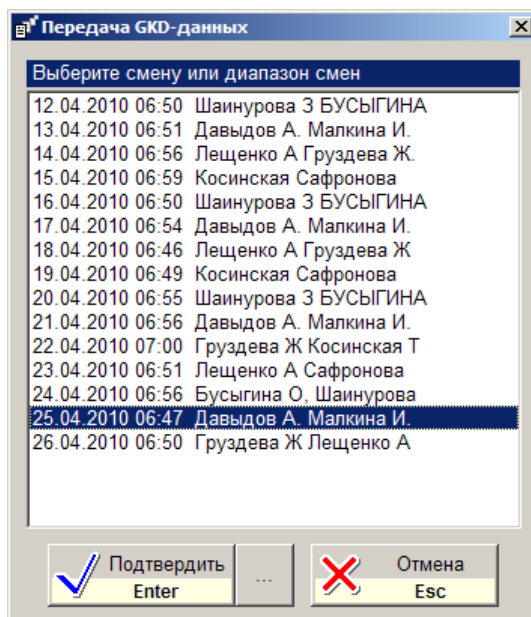 Передача GKD-данных
Выберите смену или диапазон смен
12.04.2010 06:50 Шаинурова З БУСЫГИНА
13.04.2010 06:51 Давыдов А. Малкина И.
14.04.2010 06:56 Лещенко А Груздева Ж.
15.04.2010 06:59 Косинская Сафронова
16.04.2010 06:50 Шаинурова З БУСЫГИНА
17.04.2010 06:54 Давыдов А. Малкина И.
18.04.2010 06:46 Лещенко А Груздева Ж
19.04.2010 06:49 Косинская Сафронова
20.04.2010 06:55 Шаинурова З БУСЫГИНА
21.04.2010 06:56 Давыдов А. Малкина И.
22.04.2010 07:00 Груздева Ж Косинская Т
23.04.2010 06:51 Лещенко А Сафронова
24.04.2010 06:56 Бусыгина О, Шаинурова
25.04.2010 06:47 Давыдов А. Малкина И.
26.04.2010 06:50 Груздева Ж Лещенко А
Подтвердить ... Отмена
Enter Esc